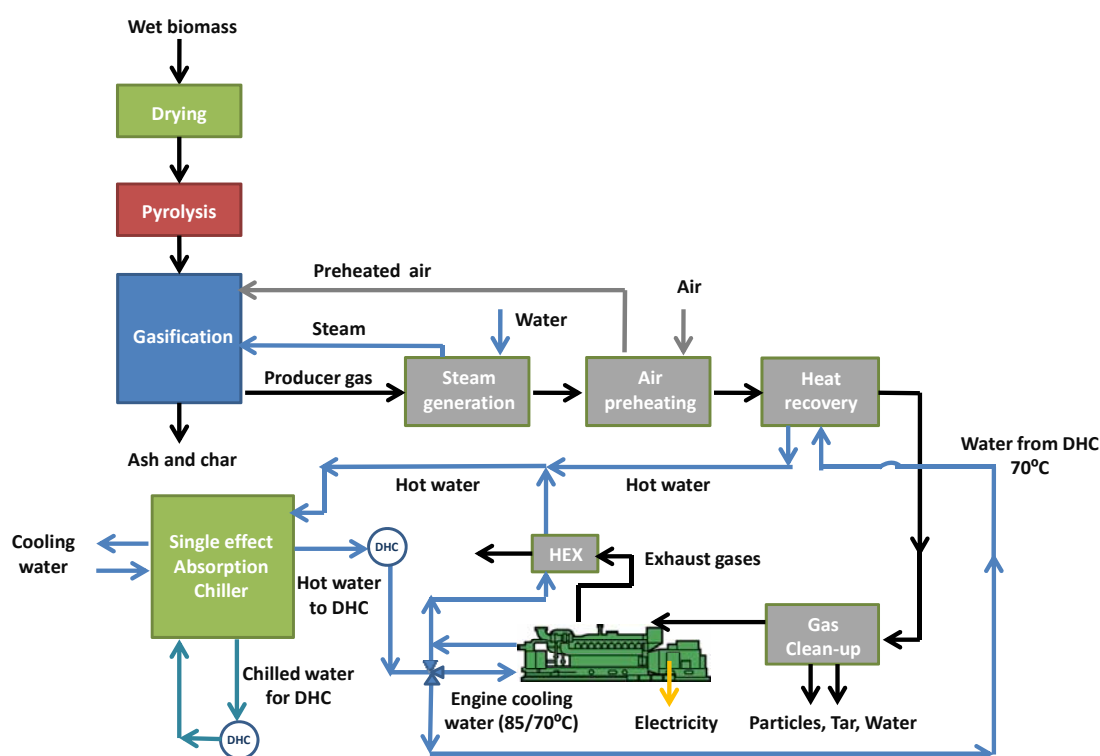 Wet biomass
Drying
Pyrolysis
Preheated air
Air
Water
Gasification
Steam
Producer gas
Steam
generation
Air
preheating
Heat
recovery
Ash and char
Water from DHC
70°C
Hot water
Hot water
Cooling
water
Single effect
Absorption
Chiller
DHC
HEX
Exhaust gases
Hot water
to DHC
Gas
Clean-up
Chilled water
for DHC
Engine cooling
water (85/70°C)
Electricity
Particles, Tar, Water
DHC